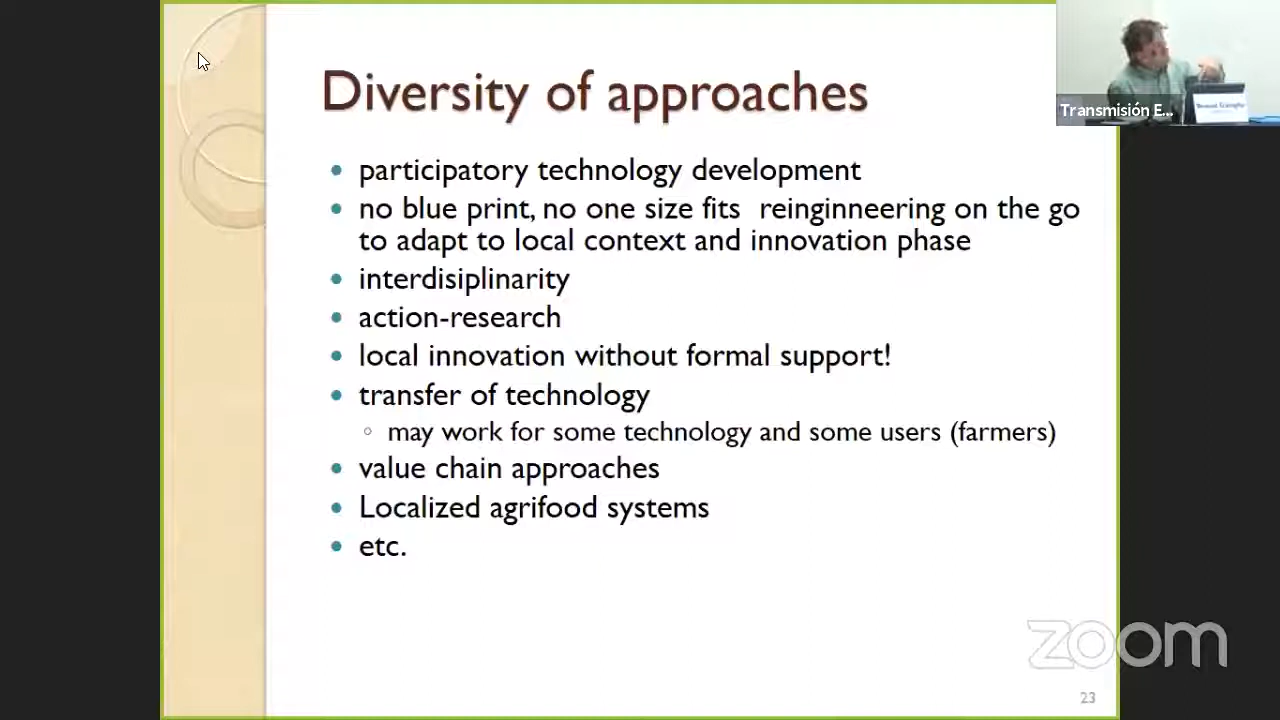 Diversity of approaches
Transmisión E...
• participatory technology development
• no blue print, no one size fits  reinginneering on the go
to adapt to local context and innovation phase
• interdisiplinarity
• action-research
• local innovation without formal support!
• transfer of technology
◦ may work for some technology and some users (farmers)
• value chain approaches
• Localized agrifood systems
• etc.
zoom
23